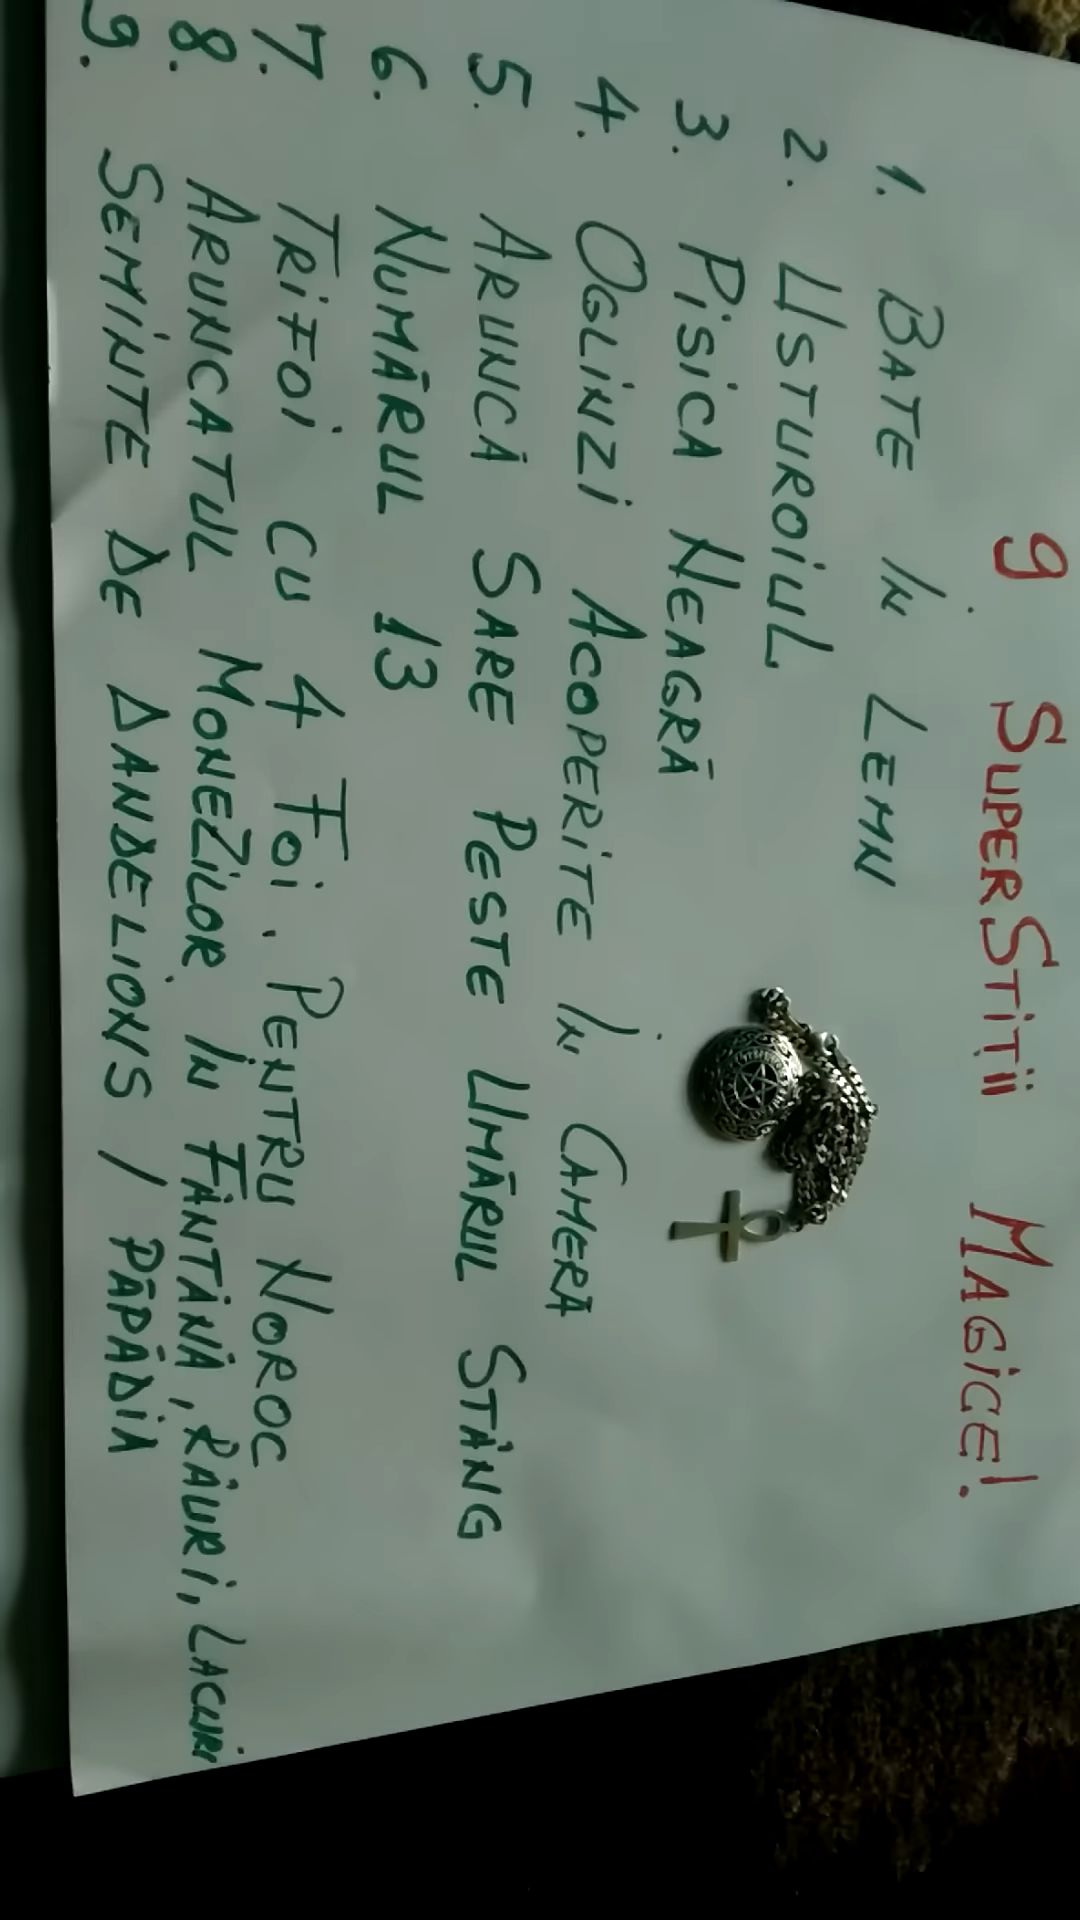 9 SUPERSTIŢII MAGICE!
1. BATE ÎN LEMN
2. USTUROIUL
3. PISICA NEAGRĂ
4. OGLINZI ACOPERITE ÎN CAMERĂ
5. ARUNCĂ SARE PESTE UMĂRUL STÂNG
6. NUMĂRUL 13
7. TRIFOI CU 4 FOI. PENTRU NOROC
8. ARUNCATUL MONEZILOR ÎN FÂNTÂNĂ, RÂURI, LACURI
9. SEMINTE DE DANDELIONS / PĂPĂDIA